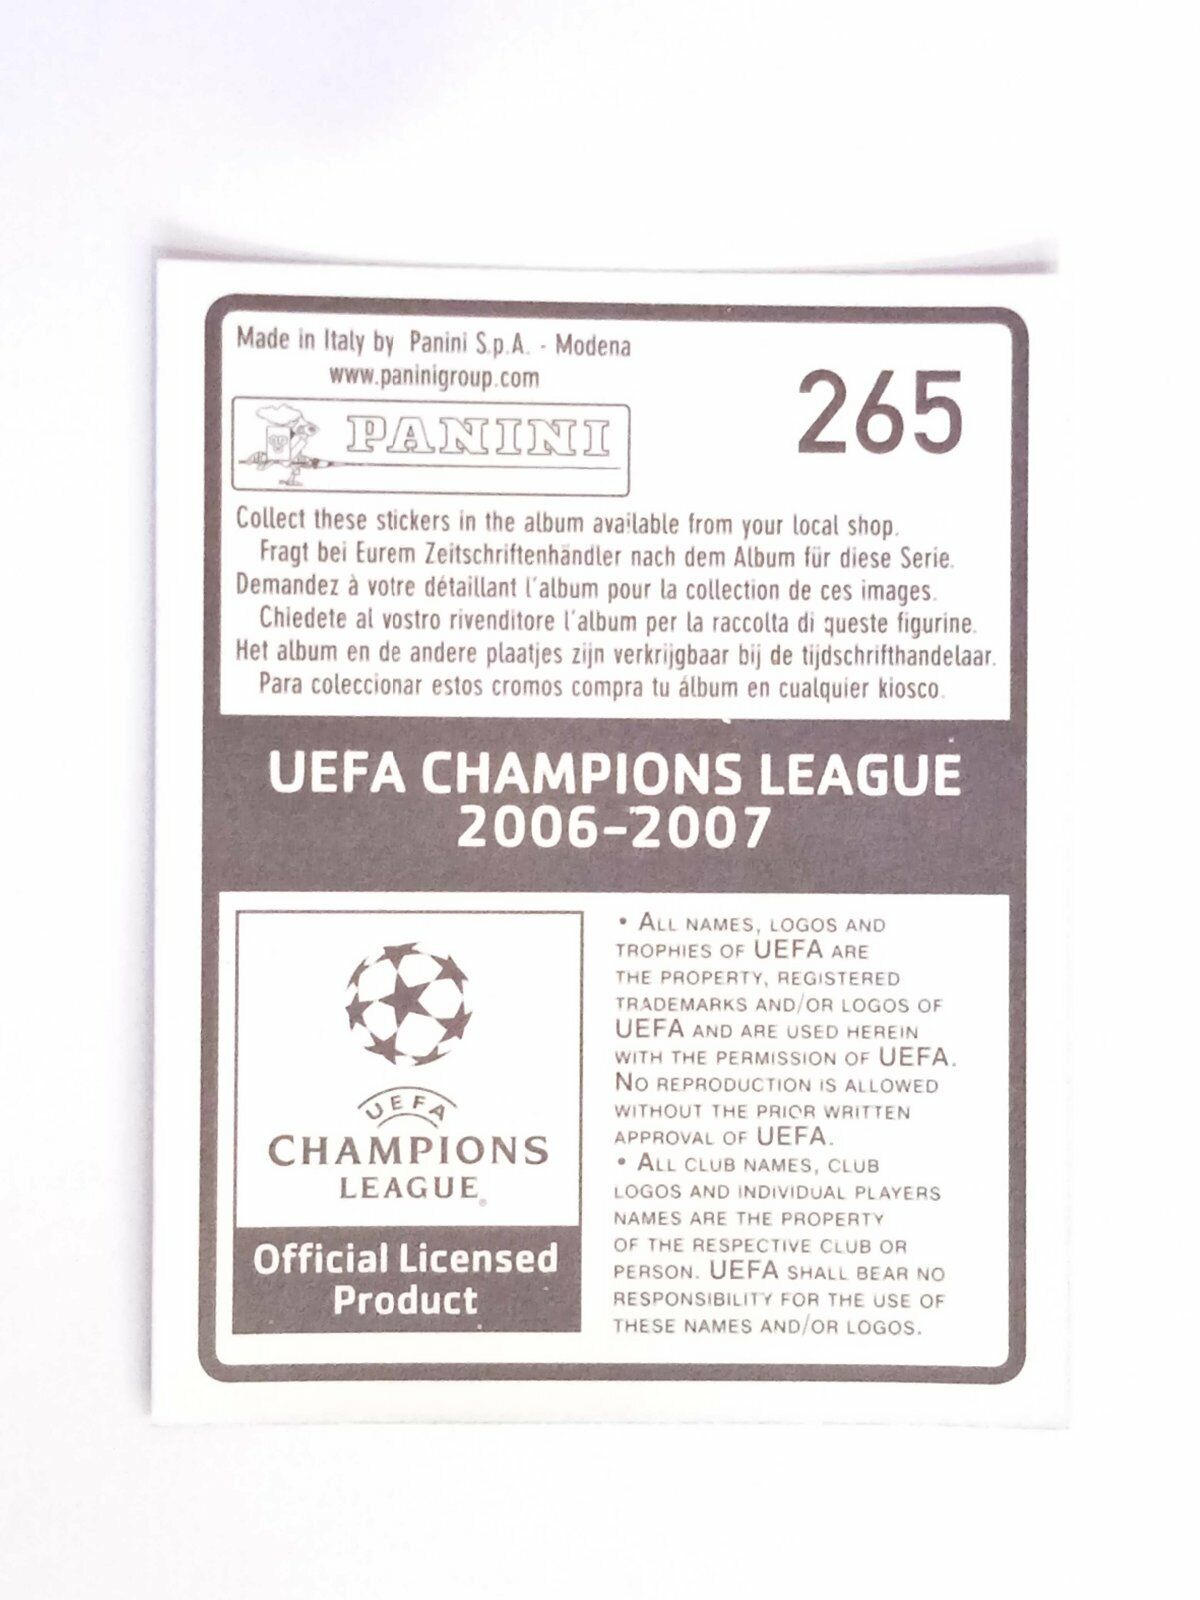 Made in Italy by Panini S.p.A. - Modena
www.paninigroup.com
PANINI
265
Collect these stickers in the album available from your local shop.
Fragt bei Eurem Zeitschriftenhändler nach dem Album für diese Serie.
Demandez à votre détaillant l'album pour la collection de ces images.
Chiedete al vostro rivenditore l'album per la raccolta di queste figurine.
Het album en de andere plaatjes zijn verkrijgbaar bij de tijdschrifthandelaar.
Para coleccionar estos cromos compra tu álbum en cualquier kiosco.
UEFA CHAMPIONS LEAGUE
2006-2007
UEFA
CHAMPIONS
LEAGUE®
Official Licensed
Product
• ALL NAMES, LOGOS AND
TROPHIES OF UEFA ARE
THE PROPERTY, REGISTERED
TRADEMARKS AND/OR LOGOS OF
UEFA AND ARE USED HEREIN
WITH THE PERMISSION OF UEFA.
NO REPRODUCTION IS ALLOWED
WITHOUT THE PRIOR WRITTEN
APPROVAL OF UEFA.
• ALL CLUB NAMES, CLUB
LOGOS AND INDIVIDUAL PLAYERS
NAMES ARE THE PROPERTY
OF THE RESPECTIVE CLUB OR
PERSON. UEFA SHALL BEAR NO
RESPONSIBILITY FOR THE USE OF
THESE NAMES AND/OR LOGOS.